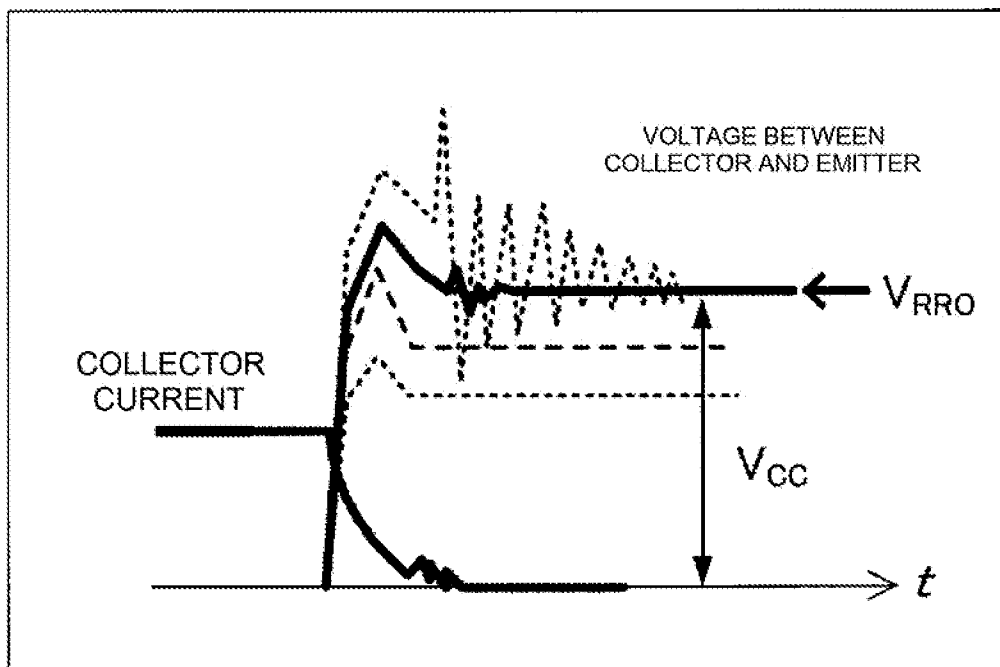 VOLTAGE BETWEEN
COLLECTOR AND EMITTER
VRRO
COLLECTOR
CURRENT
VCC
t